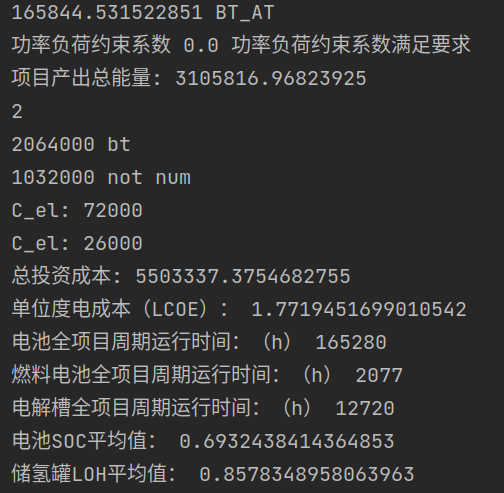 165844.531522851 BT_AT
功率负荷约束系数 0.0 功率负荷约束系数满足要求
项目产出总能量: 3105816.96823925
2
2064000 bt
1032000 not num
C_el: 72000
C_el: 26000
总投资成本: 5503337.3754682755
单位度电成本（LCOE）： 1.7719451699010542
电池全项目周期运行时间：（h） 165280
燃料电池全项目周期运行时间：（h） 2077
电解槽全项目周期运行时间：（h） 12720
电池SOC平均值： 0.6932438414364853
储氢罐LOH平均值： 0.8578348958063963